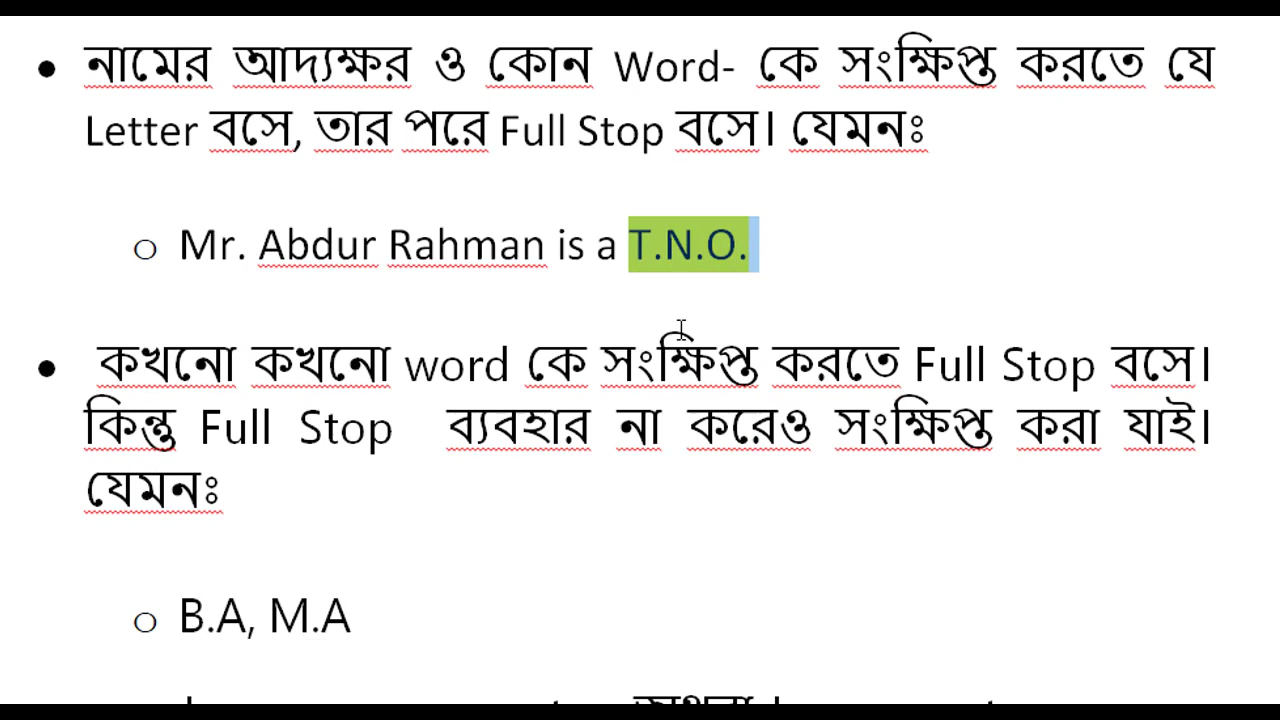 • নামের আদ্যক্ষর ও কোন Word- কে সংক্ষিপ্ত করতে যে
Letter বসে, তার পরে Full Stop বসে। যেমনঃ
o Mr. Abdur Rahman is a T.N.O.
• কখনো কখনো word কে সংক্ষিপ্ত করতে Full Stop বসে।
কিন্তু Full Stop ব্যবহার না করেও সংক্ষিপ্ত করা যাই।
যেমনঃ
o B.A, M.A